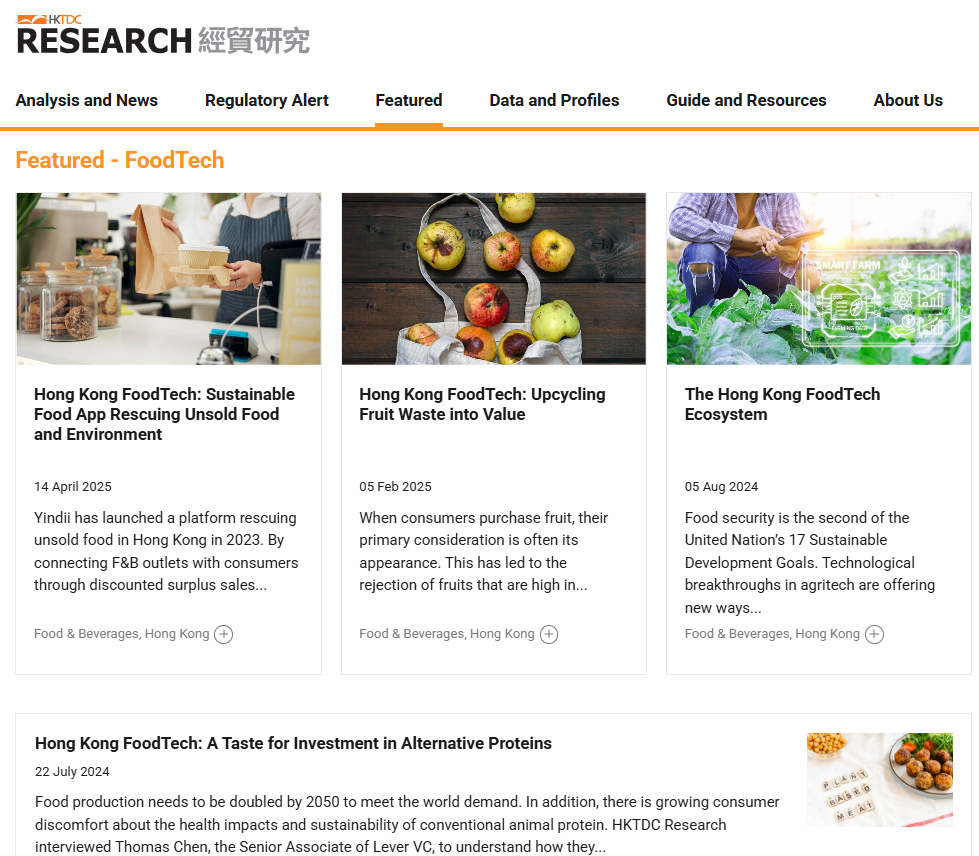 HKTDC
RESEARCH 經貿研究
Analysis and News
Regulatory Alert
Featured
Data and Profiles
Guide and Resources
About Us
Featured - FoodTech
SMART FARM
FARMING DATA
Hong Kong FoodTech: Sustainable
Food App Rescuing Unsold Food
and Environment
14 April 2025
Yindii has launched a platform rescuing
unsold food in Hong Kong in 2023. By
connecting F&B outlets with consumers
through discounted surplus sales...
Food & Beverages, Hong Kong
Hong Kong FoodTech: Upcycling
Fruit Waste into Value
05 Feb 2025
When consumers purchase fruit, their
primary consideration is often its
appearance. This has led to the
rejection of fruits that are high in...
Food & Beverages, Hong Kong
The Hong Kong FoodTech
Ecosystem
05 Aug 2024
Food security is the second of the
United Nation’s 17 Sustainable
Development Goals. Technological
breakthroughs in agritech are offering
new ways...
Food & Beverages, Hong Kong
Hong Kong FoodTech: A Taste for Investment in Alternative Proteins
22 July 2024
Food production needs to be doubled by 2050 to meet the world demand. In addition, there is growing consumer
discomfort about the health impacts and sustainability of conventional animal protein. HKTDC Research
interviewed Thomas Chen, the Senior Associate of Lever VC, to understand how they...
PLANT
BASED
MEAT